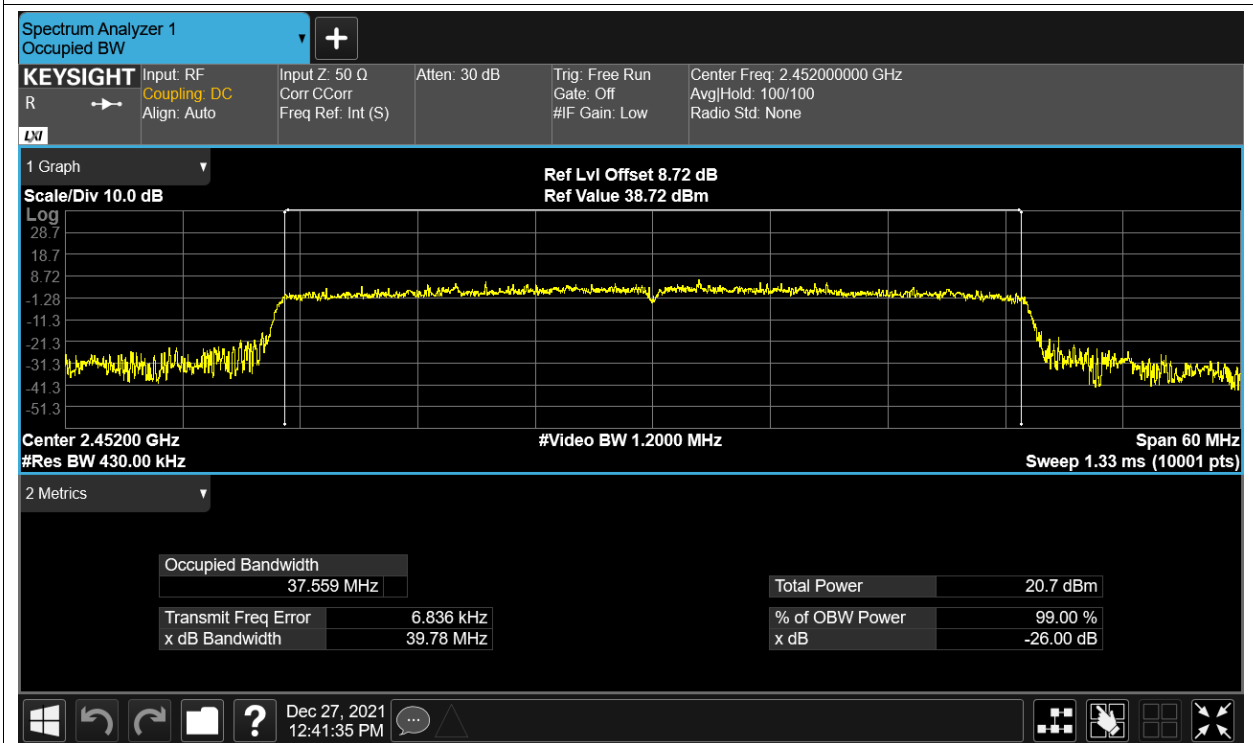 Spectrum Analyzer 1
Occupied BW
KEYSIGHT
R
LXI
Input: RF
Coupling: DC
Align: Auto
Input Z: 50 Ω
Corr CCorr
Freq Ref: Int (S)
Atten: 30 dB
Trig: Free Run
Gate: Off
#IF Gain: Low
Center Freq: 2.452000000 GHz
Avg|Hold: 100/100
Radio Std: None
1 Graph
Scale/Div 10.0 dB
Ref Lvl Offset 8.72 dB
Ref Value 38.72 dBm
Log
28.7
18.7
8.72
-1.28
-11.3
-21.3
-31.3
-41.3
-51.3
Center 2.45200 GHz
#Res BW 430.00 kHz
#Video BW 1.2000 MHz
Span 60 MHz
Sweep 1.33 ms (10001 pts)
2 Metrics
Occupied Bandwidth
37.559 MHz
Transmit Freq Error 6.836 kHz
x dB Bandwidth 39.78 MHz
Total Power 20.7 dBm
% of OBW Power 99.00 %
x dB -26.00 dB
?
Dec 27, 2021
12:41:35 PM